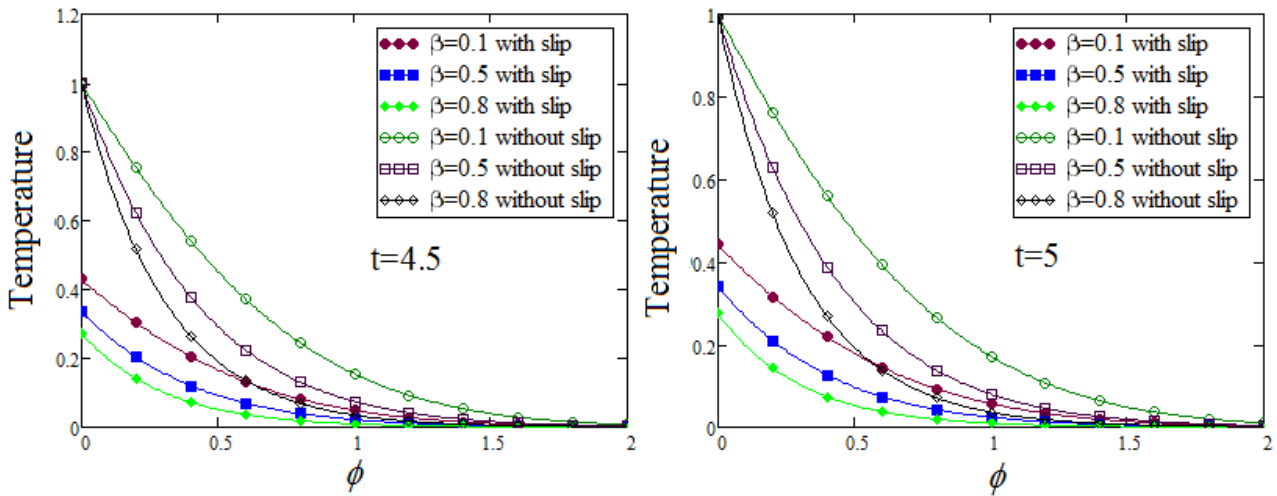 1.2
1
0.8
0.6
0.4
0.2
0
Temperature
β=0.1 with slip
β=0.5 with slip
β=0.8 with slip
β=0.1 without slip
β=0.5 without slip
β=0.8 without slip
t=4.5
0 0.5 1 1.5 2
ϕ
1
0.8
0.6
0.4
0.2
0
Temperature
β=0.1 with slip
β=0.5 with slip
β=0.8 with slip
β=0.1 without slip
β=0.5 without slip
β=0.8 without slip
t=5
0 0.5 1 1.5 2
ϕ